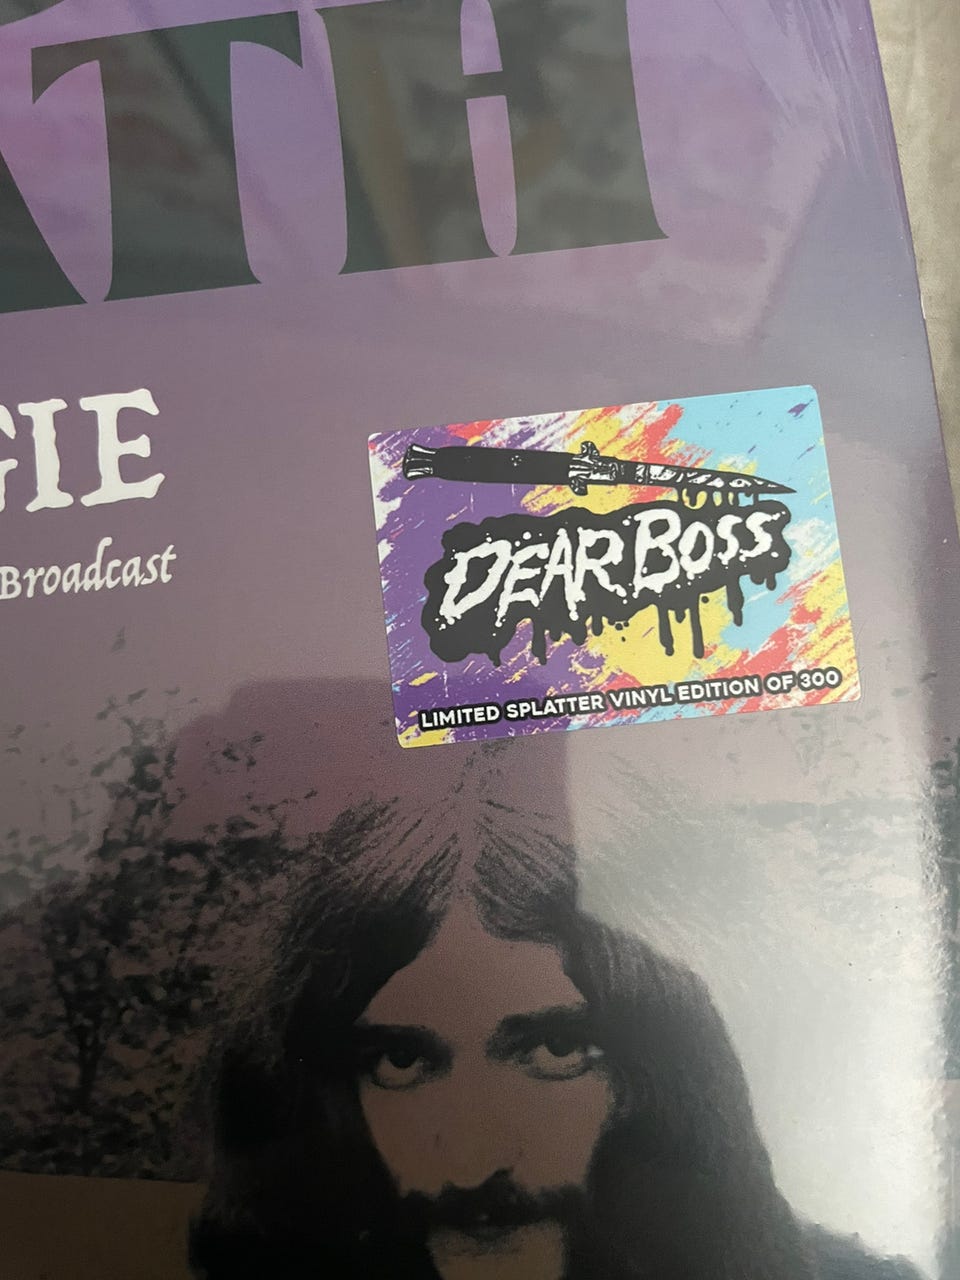 ATH
GIE
Broadcast
DEAR BOSS
LIMITED SPLATTER VINYL EDITION OF 300